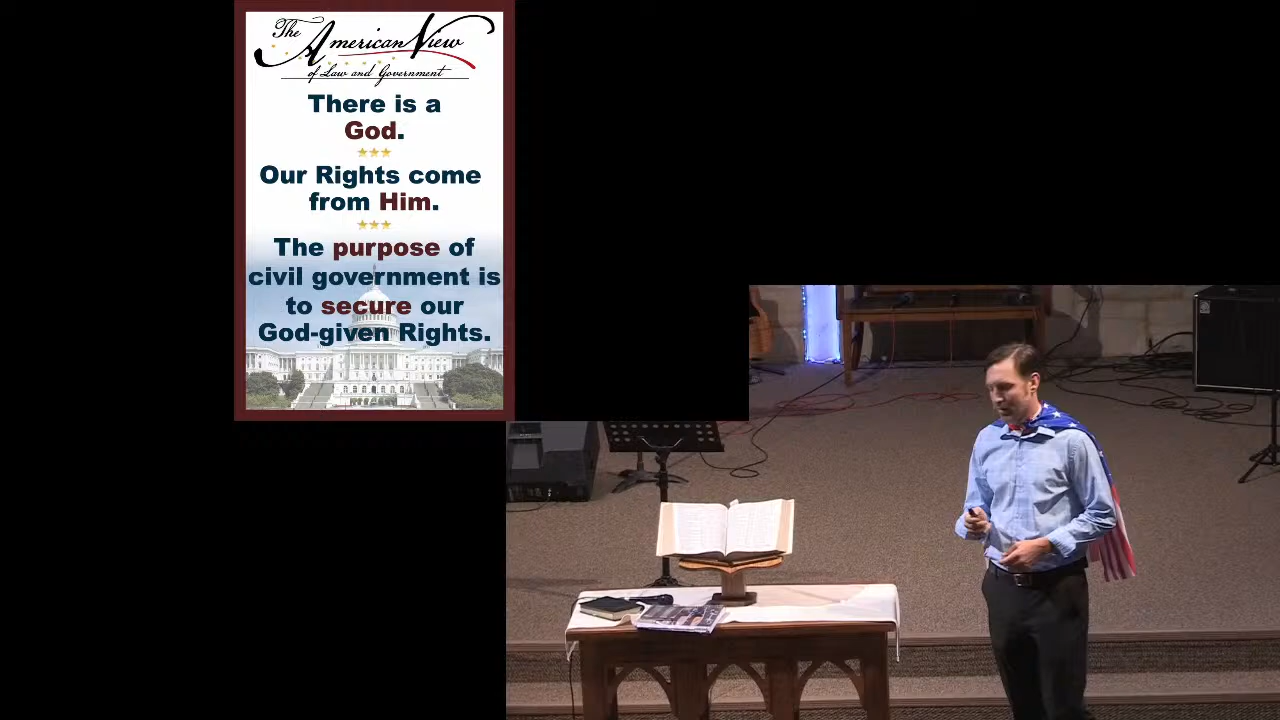 The
American View
of Law and Government
There is a
God.
Our Rights come
from Him.
The purpose of
civil government is
to secure our
God-given Rights.